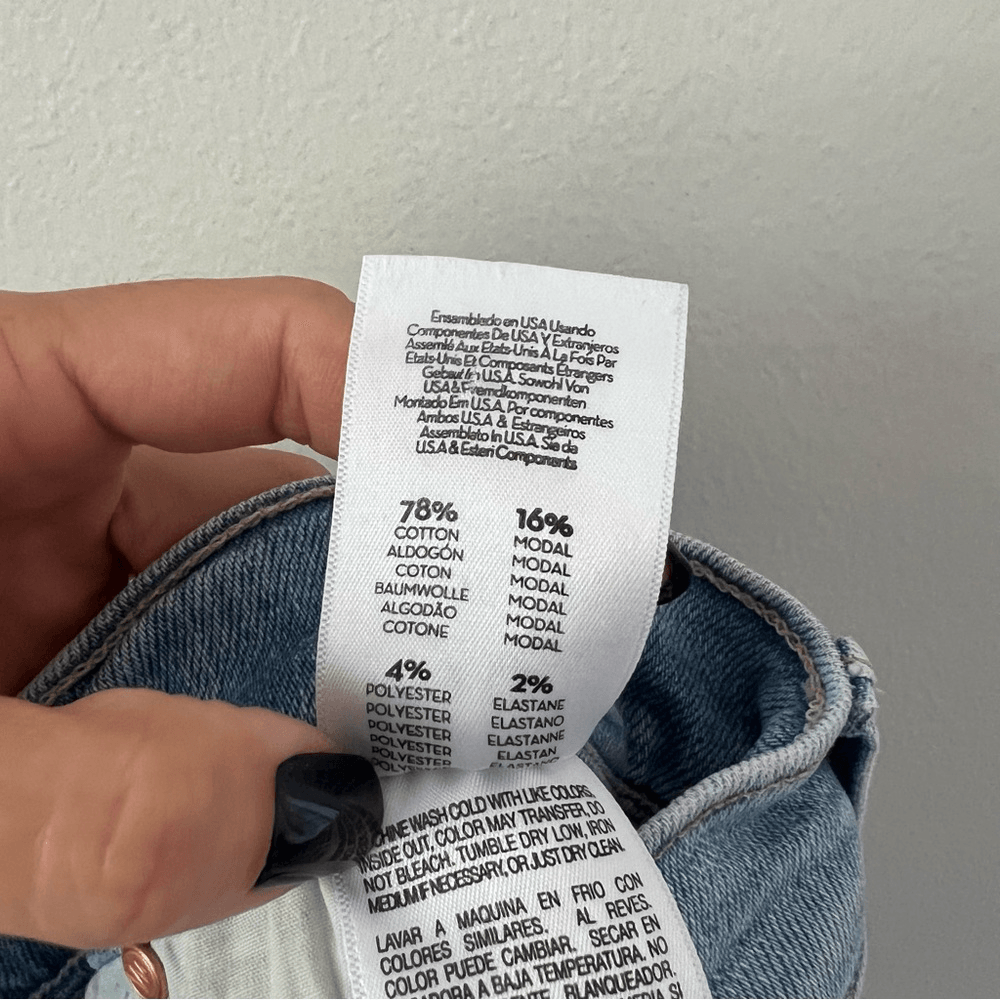 Ensamblado en USA Usando
Componentes De USA Y Extranjeros
Assemlé Aux Etats-Unis À La Fois Par
Etats-Unis Et Composants Étrangers
Gebaut In U.S.A. Sowohl Von
USA & Fremdkomponenten
Montado Em U.S.A. Por componentes
Ambos U.S.A & Estrangeiros
Assemblato In U.S.A. Sia da
U.S.A & Esteri Components
78%
COTTON
ALDOGÓN
COTON
BAUMWOLLE
ALGODÃO
COTONE
16%
MODAL
MODAL
MODAL
MODAL
MODAL
MODAL
4%
POLYESTER
POLYESTER
POLYESTER
POLYESTER
POLYESTER
2%
ELASTANE
ELASTANO
ELASTANNE
ELASTAN
ELASTANO
WASH COLD WITH LIKE COLORS,
INSIDE OUT, COLOR MAY TRANSFER, DO
NOT BLEACH. TUMBLE DRY LOW, IRON
MEDIUM IF NECESSARY, OR JUST DRY CLEAN.
LAVAR A MAQUINA EN FRIO CON
COLORES SIMILARES. AL REVES.
COLOR PUEDE CAMBIAR. SECAR EN
A BAJA TEMPERATURA. NO
BLANQUEADOR.
SI